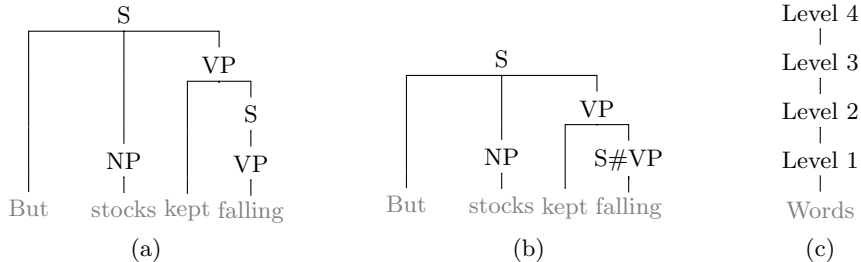 S
VP
S
NP VP
But stocks kept falling
(a)
S
VP
NP S#VP
But stocks kept falling
(b)
Level 4
Level 3
Level 2
Level 1
Words
(c)